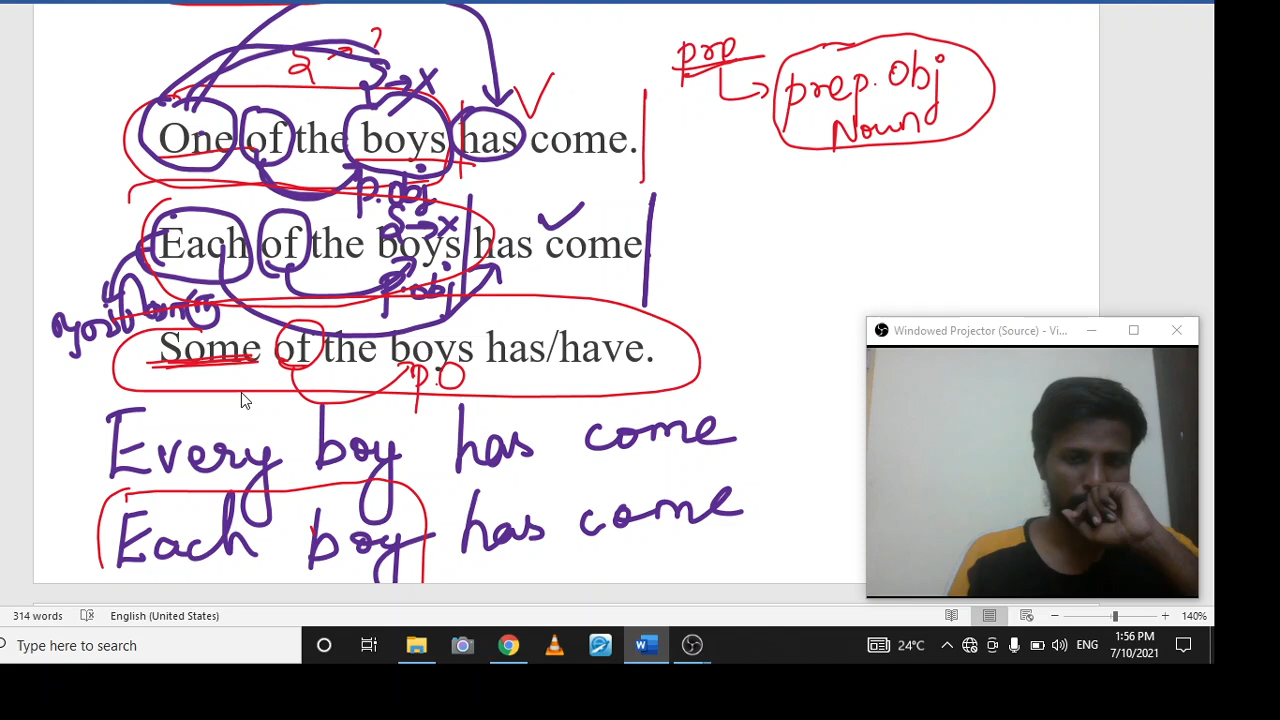 prep
prep. obj
Noun
2 → ?
→ x
One of the boys has come.
p.obj
→ x
Each of the boys has come.
p.obj
Some of the boys has/have.
p.O
Every boy has come
Each boy has come
Windowed Projector (Source) - Vi...
314 words English (United States) 140%
Type here to search
24°C ENG
1:56 PM
7/10/2021